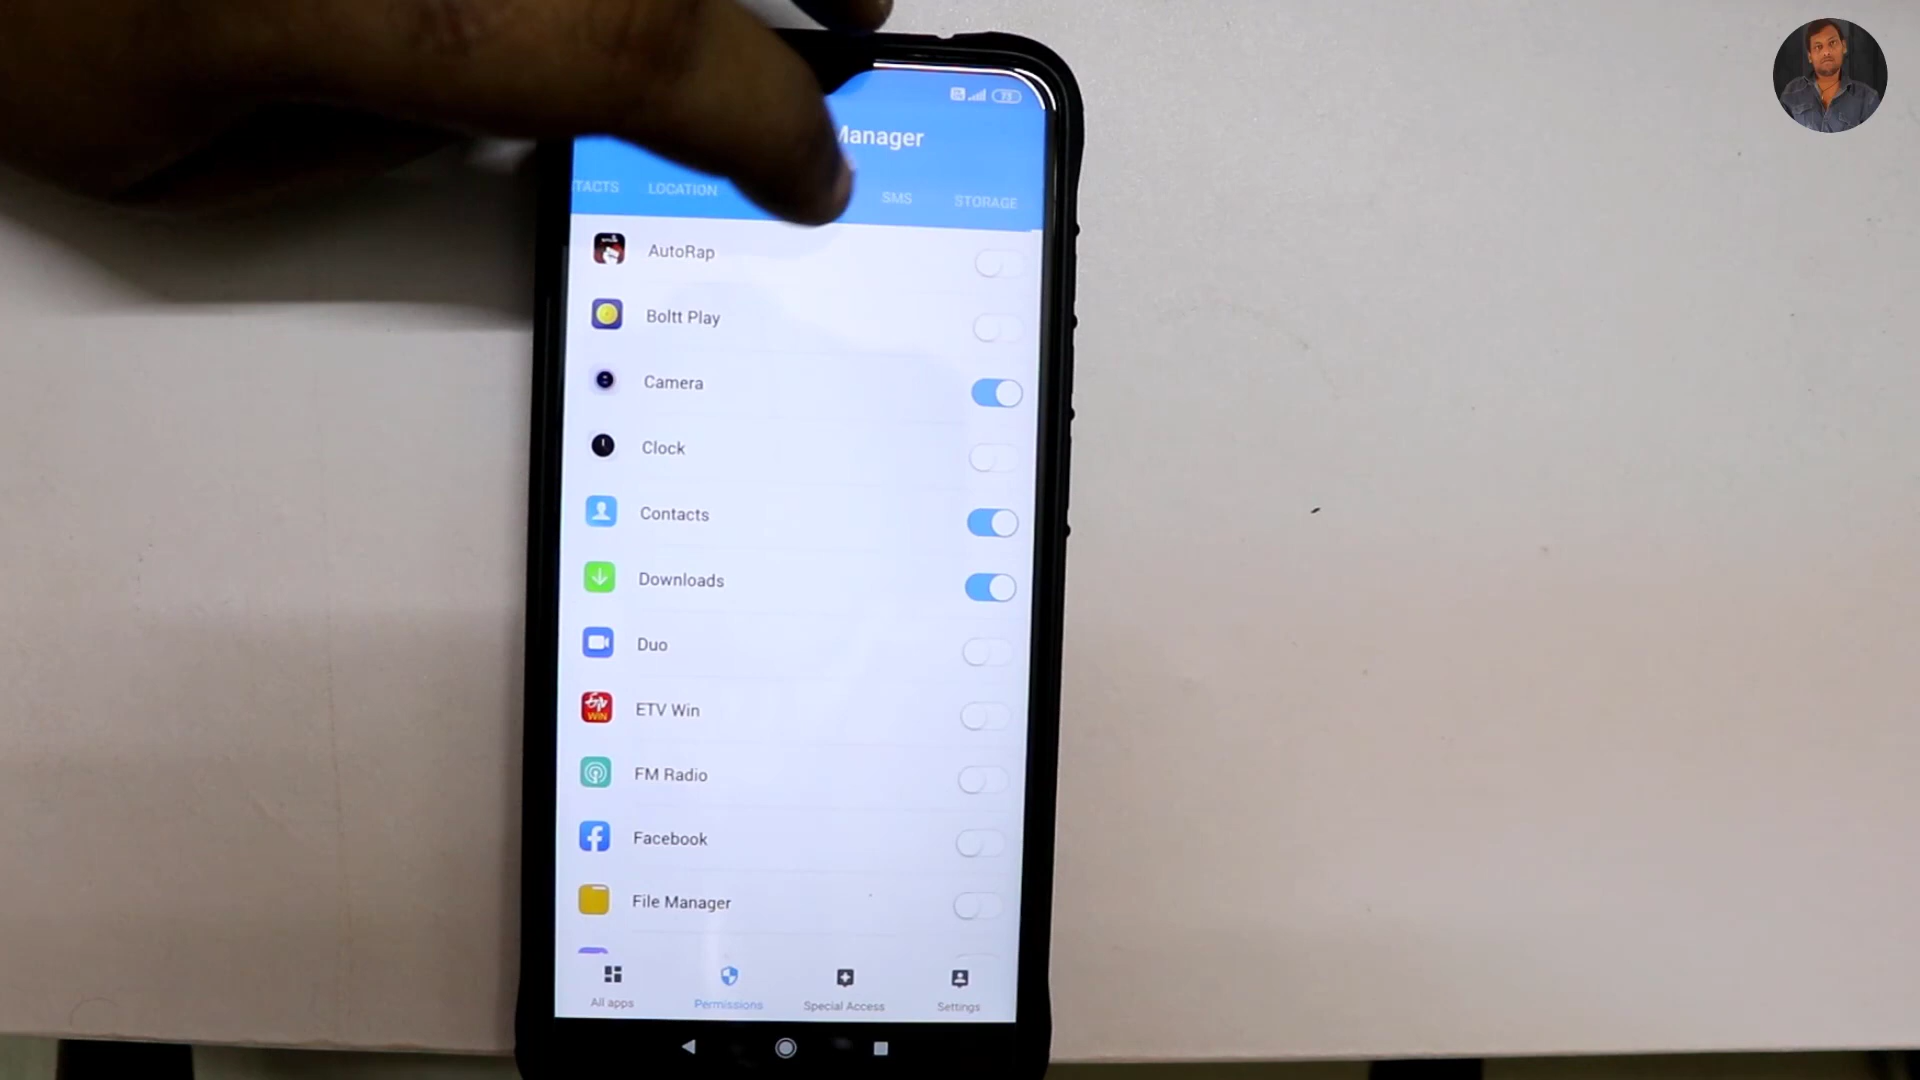 73
Manager
TACTS LOCATION SMS STORAGE
AutoRap
Boltt Play
Camera
Clock
Contacts
Downloads
Duo
ETV Win
FM Radio
Facebook
File Manager
All apps Permissions Special Access Settings